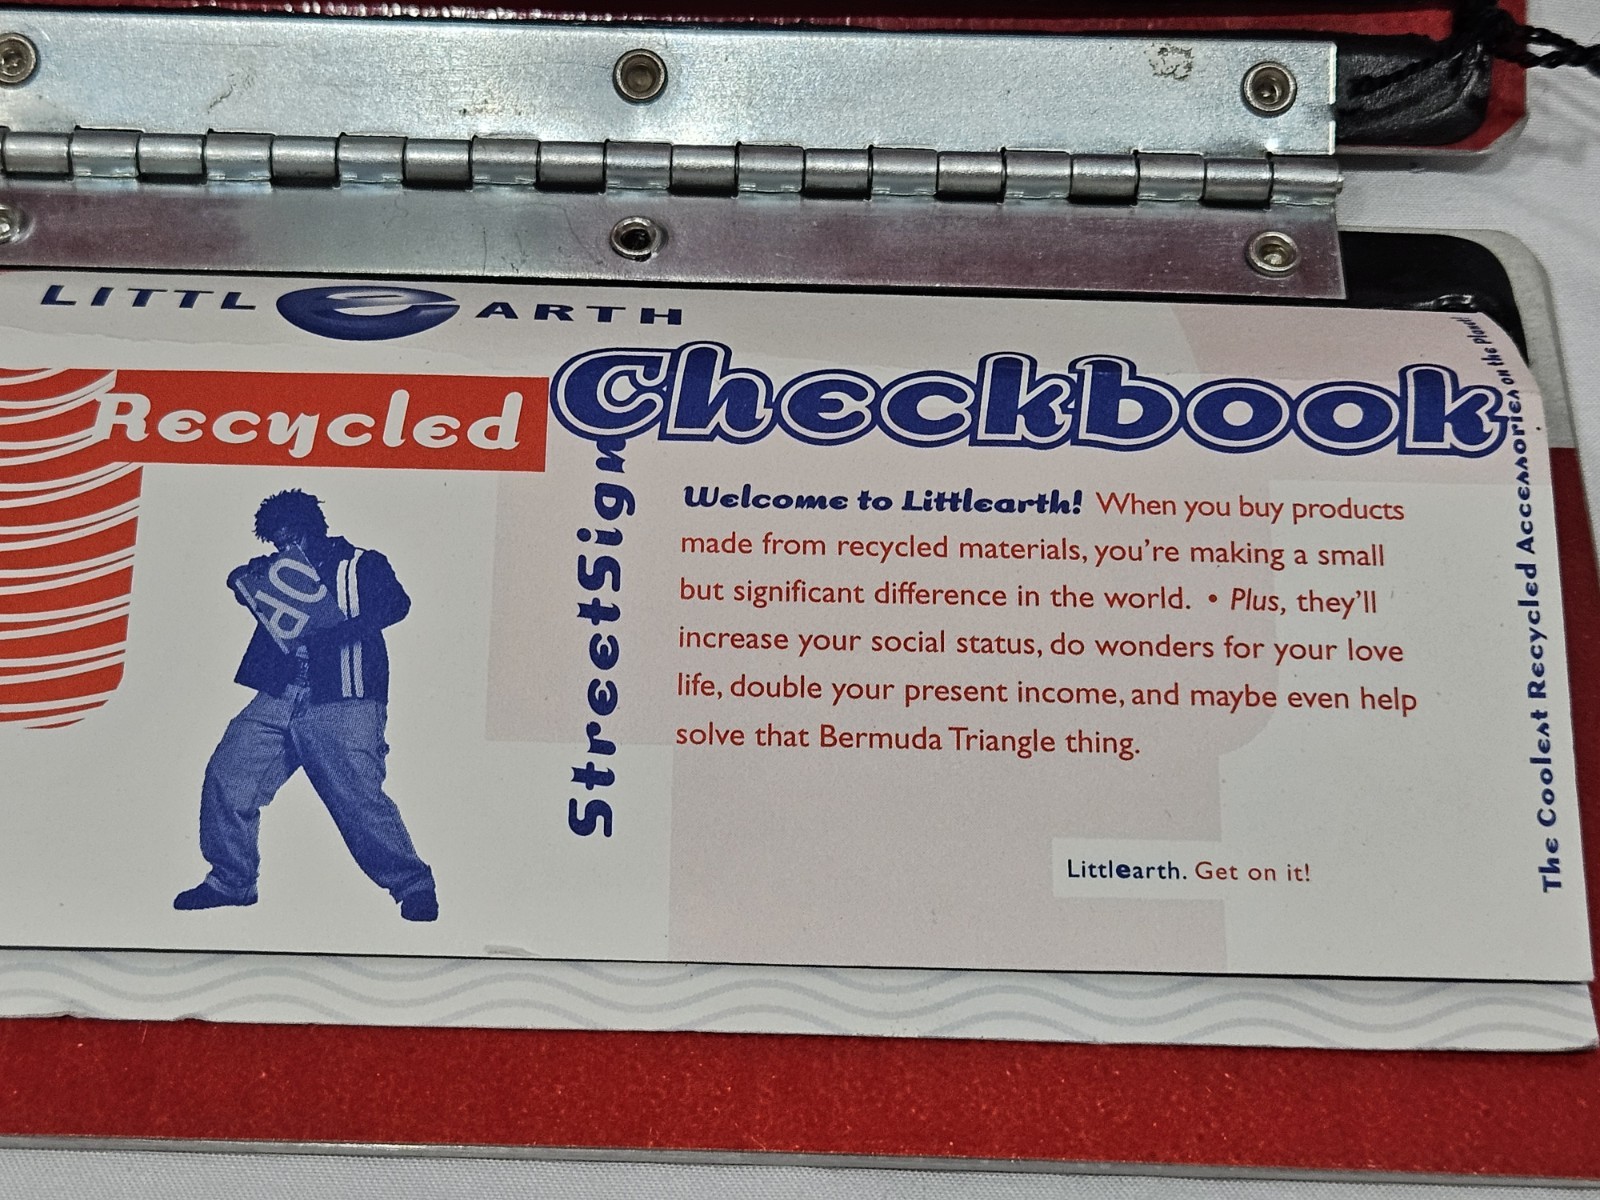 LITTLEARTH
Recycled Checkbook
StreetSign
Welcome to Littlearth! When you buy products
made from recycled materials, you're making a small
but significant difference in the world. • Plus, they'll
increase your social status, do wonders for your love
life, double your present income, and maybe even help
solve that Bermuda Triangle thing.
Littlearth. Get on it!
The Coolest Recycled Accessories on the Planet!